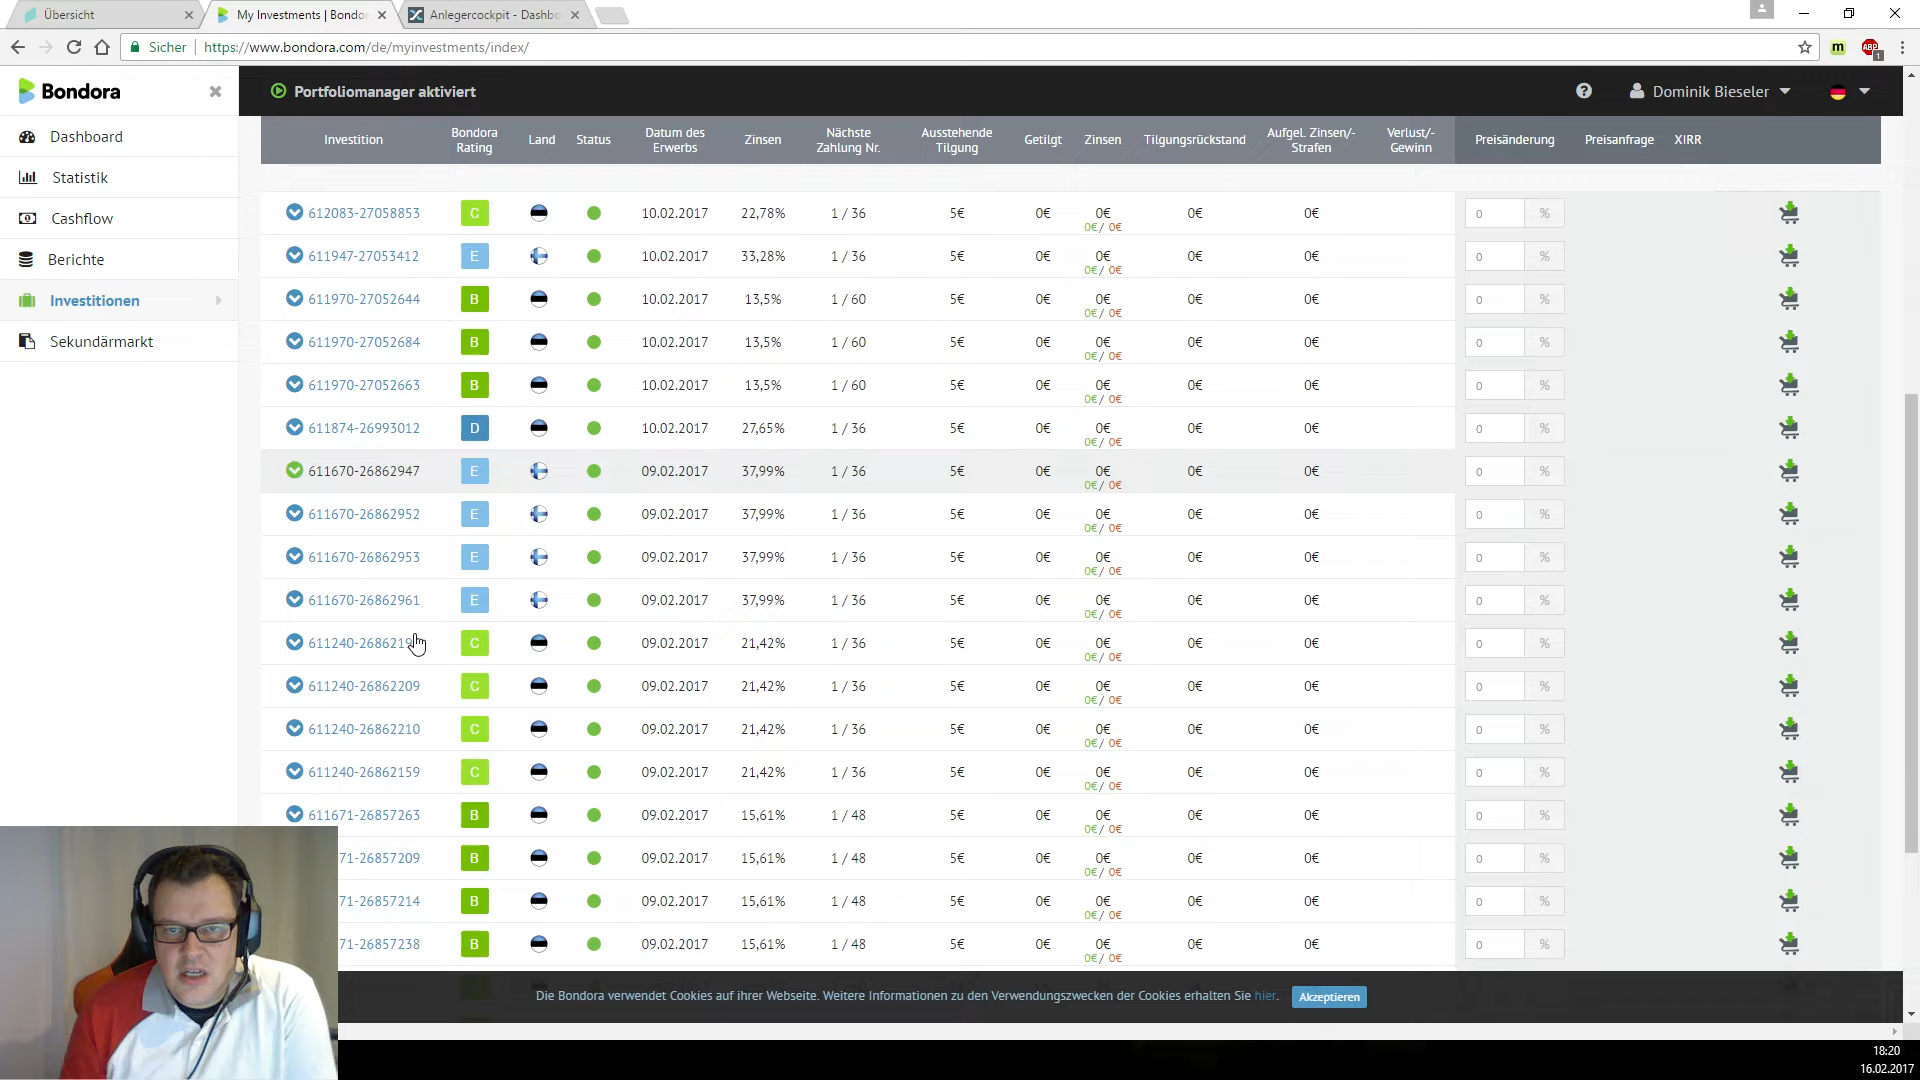 Übersicht
My Investments | Bondor
Anlegercockpit - Dashbo
Sicher
https://www.bondora.com/de/myinvestments/index/
m
ABP
1
Bondora
Portfoliomanager aktiviert
Dominik Bieseler
Dashboard
Statistik
Cashflow
Berichte
Investitionen
Sekundärmarkt
Investition Bondora Rating Land Status Datum des Erwerbs Zinsen Nächste Zahlung Nr. Ausstehende Tilgung Getilgt Zinsen Tilgungsrückstand Aufgel. Zinsen/- Strafen Verlust/- Gewinn Preisänderung Preisanfrage XIRR
612083-27058853 C 10.02.2017 22,78% 1 / 36 5€ 0€ 0€ 0€ 0€ 0 %
0€/ 0€
611947-27053412 E 10.02.2017 33,28% 1 / 36 5€ 0€ 0€ 0€ 0€ 0 %
0€/ 0€
611970-27052644 B 10.02.2017 13,5% 1 / 60 5€ 0€ 0€ 0€ 0€ 0 %
0€/ 0€
611970-27052684 B 10.02.2017 13,5% 1 / 60 5€ 0€ 0€ 0€ 0€ 0 %
0€/ 0€
611970-27052663 B 10.02.2017 13,5% 1 / 60 5€ 0€ 0€ 0€ 0€ 0 %
0€/ 0€
611874-26993012 D 10.02.2017 27,65% 1 / 36 5€ 0€ 0€ 0€ 0€ 0 %
0€/ 0€
611670-26862947 E 09.02.2017 37,99% 1 / 36 5€ 0€ 0€ 0€ 0€ 0 %
0€/ 0€
611670-26862952 E 09.02.2017 37,99% 1 / 36 5€ 0€ 0€ 0€ 0€ 0 %
0€/ 0€
611670-26862953 E 09.02.2017 37,99% 1 / 36 5€ 0€ 0€ 0€ 0€ 0 %
0€/ 0€
611670-26862961 E 09.02.2017 37,99% 1 / 36 5€ 0€ 0€ 0€ 0€ 0 %
0€/ 0€
611240-268621 C 09.02.2017 21,42% 1 / 36 5€ 0€ 0€ 0€ 0€ 0 %
0€/ 0€
611240-26862209 C 09.02.2017 21,42% 1 / 36 5€ 0€ 0€ 0€ 0€ 0 %
0€/ 0€
611240-26862210 C 09.02.2017 21,42% 1 / 36 5€ 0€ 0€ 0€ 0€ 0 %
0€/ 0€
611240-26862159 C 09.02.2017 21,42% 1 / 36 5€ 0€ 0€ 0€ 0€ 0 %
0€/ 0€
611671-26857263 B 09.02.2017 15,61% 1 / 48 5€ 0€ 0€ 0€ 0€ 0 %
0€/ 0€
71-26857209 B 09.02.2017 15,61% 1 / 48 5€ 0€ 0€ 0€ 0€ 0 %
0€/ 0€
71-26857214 B 09.02.2017 15,61% 1 / 48 5€ 0€ 0€ 0€ 0€ 0 %
0€/ 0€
71-26857238 B 09.02.2017 15,61% 1 / 48 5€ 0€ 0€ 0€ 0€ 0 %
0€/ 0€
Die Bondora verwendet Cookies auf ihrer Webseite. Weitere Informationen zu den Verwendungszwecken der Cookies erhalten Sie hier. Akzeptieren
18:20
16.02.2017